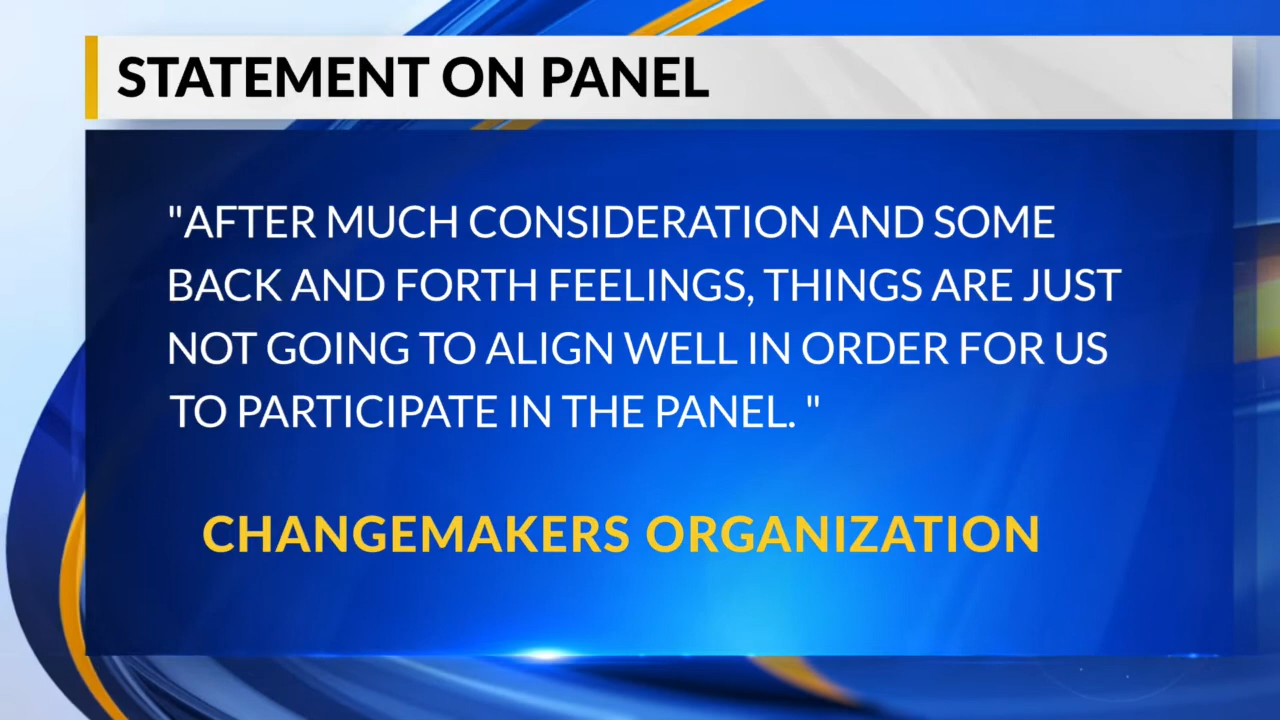 STATEMENT ON PANEL
"AFTER MUCH CONSIDERATION AND SOME
BACK AND FORTH FEELINGS, THINGS ARE JUST
NOT GOING TO ALIGN WELL IN ORDER FOR US
TO PARTICIPATE IN THE PANEL. "
CHANGEMAKERS ORGANIZATION